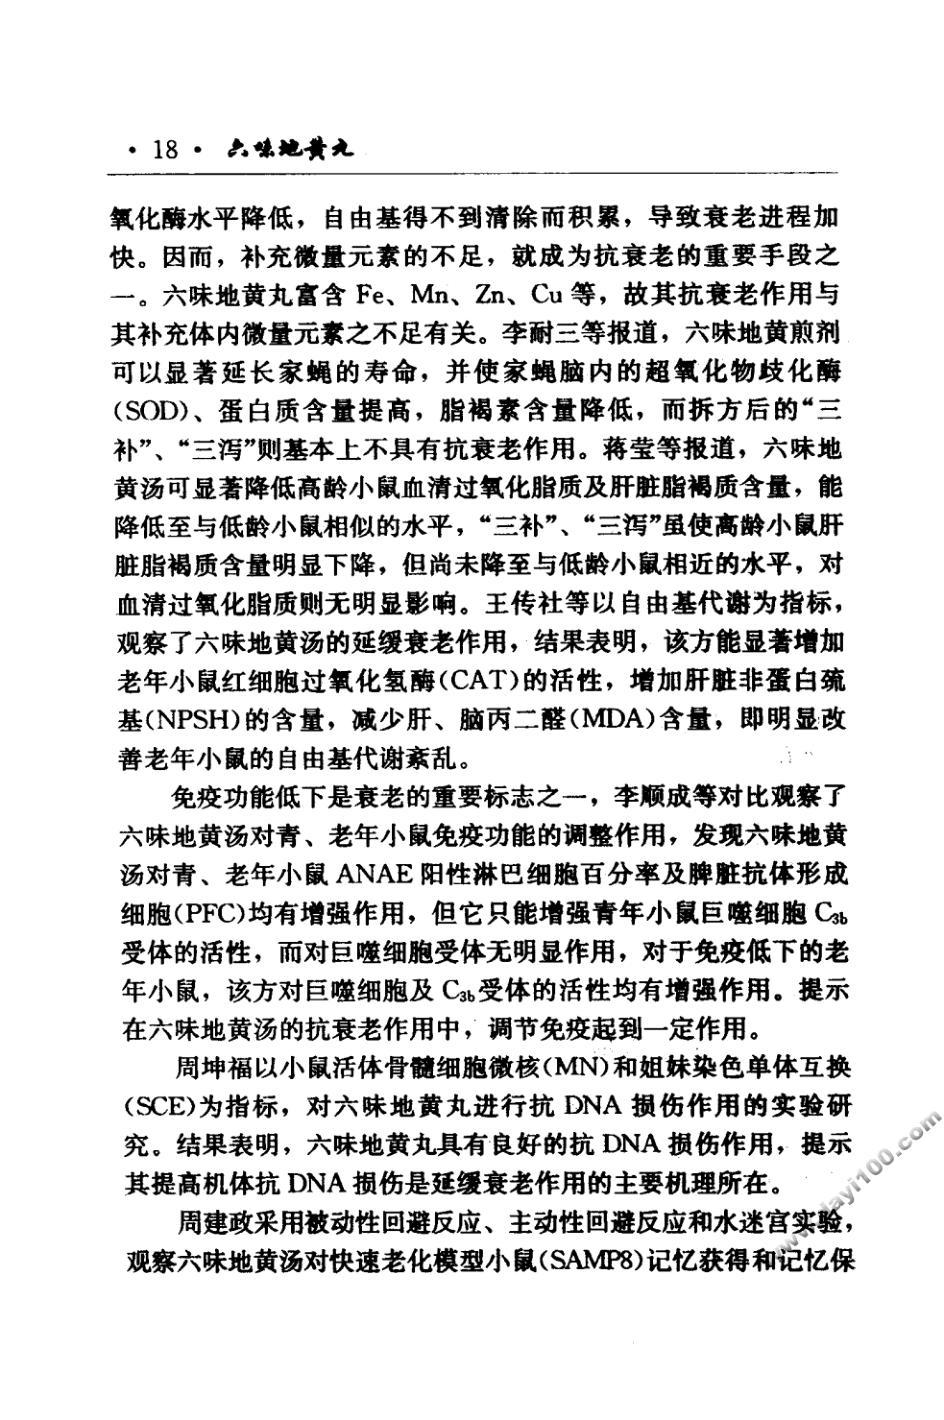 · 18 · 六味地黄丸
氧化酶水平降低，自由基得不到清除而积累，导致衰老进程加
快。因而，补充微量元素的不足，就成为抗衰老的重要手段之
一。六味地黄丸富含 Fe、Mn、Zn、Cu 等，故其抗衰老作用与
其补充体内微量元素之不足有关。李耐三等报道，六味地黄煎剂
可以显著延长家蝇的寿命，并使家蝇脑内的超氧化物歧化酶
(SOD)、蛋白质含量提高，脂褐素含量降低，而拆方后的“三
补”、“三泻”则基本上不具有抗衰老作用。蒋莹等报道，六味地
黄汤可显著降低高龄小鼠血清过氧化脂质及肝脏脂褐质含量，能
降低至与低龄小鼠相似的水平，“三补”、“三泻”虽使高龄小鼠肝
脏脂褐质含量明显下降，但尚未降至与低龄小鼠相近的水平，对
血清过氧化脂质则无明显影响。王传社等以自由基代谢为指标，
观察了六味地黄汤的延缓衰老作用，结果表明，该方能显著增加
老年小鼠红细胞过氧化氢酶(CAT)的活性，增加肝脏非蛋白巯
基(NPSH)的含量，减少肝、脑丙二醛(MDA)含量，即明显改
善老年小鼠的自由基代谢紊乱。
免疫功能低下是衰老的重要标志之一，李顺成等对比观察了
六味地黄汤对青、老年小鼠免疫功能的调整作用，发现六味地黄
汤对青、老年小鼠 ANAE 阳性淋巴细胞百分率及脾脏抗体形成
细胞(PFC)均有增强作用，但它只能增强青年小鼠巨噬细胞 C3b
受体的活性，而对巨噬细胞受体无明显作用，对于免疫低下的老
年小鼠，该方对巨噬细胞及 C3b受体的活性均有增强作用。提示
在六味地黄汤的抗衰老作用中，调节免疫起到一定作用。
周坤福以小鼠活体骨髓细胞微核(MN)和姐妹染色单体互换
(SCE)为指标，对六味地黄丸进行抗 DNA 损伤作用的实验研
究。结果表明，六味地黄丸具有良好的抗 DNA 损伤作用，提示
其提高机体抗 DNA 损伤是延缓衰老作用的主要机理所在。
周建政采用被动性回避反应、主动性回避反应和水迷宫实验，
观察六味地黄汤对快速老化模型小鼠(SAMP8)记忆获得和记忆保